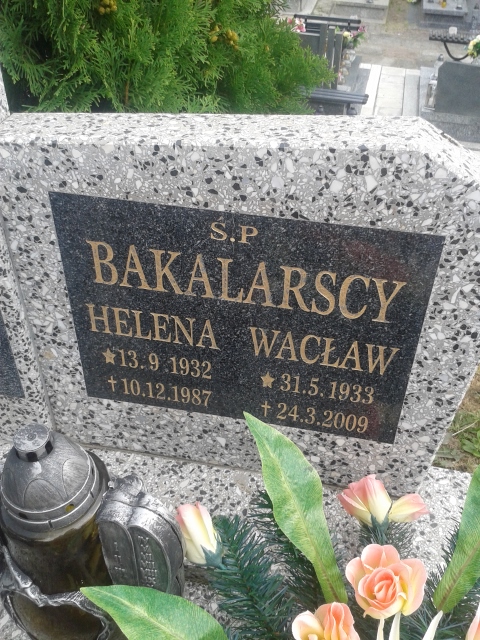 S.P
BAKALARSCY
HELENA WACŁAW
★13.9 1932 ★31.5.1933
†10.12.1987 †24.3.2009